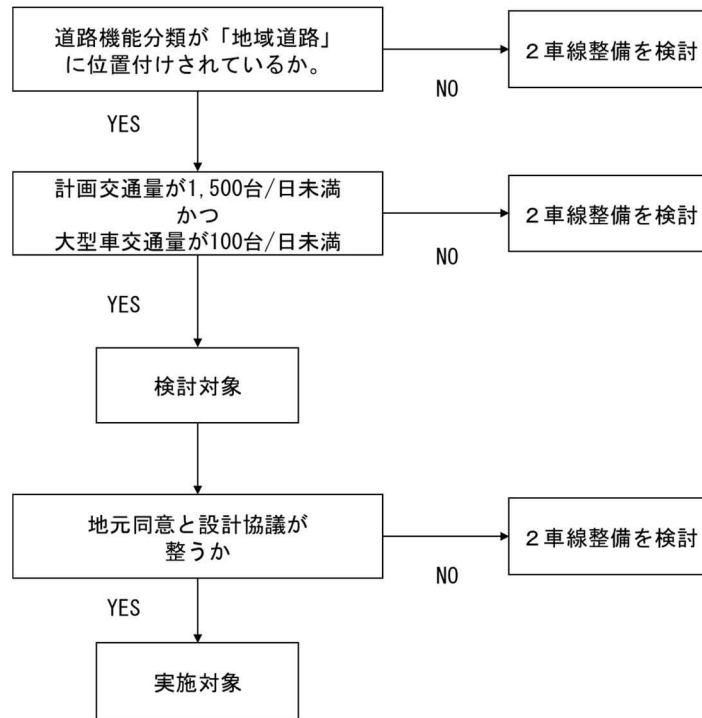 道路機能分類が「地域道路」
に位置付けされているか。
２車線整備を検討
NO
YES
計画交通量が1,500台/日未満
かつ
大型車交通量が100台/日未満
２車線整備を検討
NO
YES
検討対象
地元同意と設計協議が
整うか
２車線整備を検討
NO
YES
実施対象